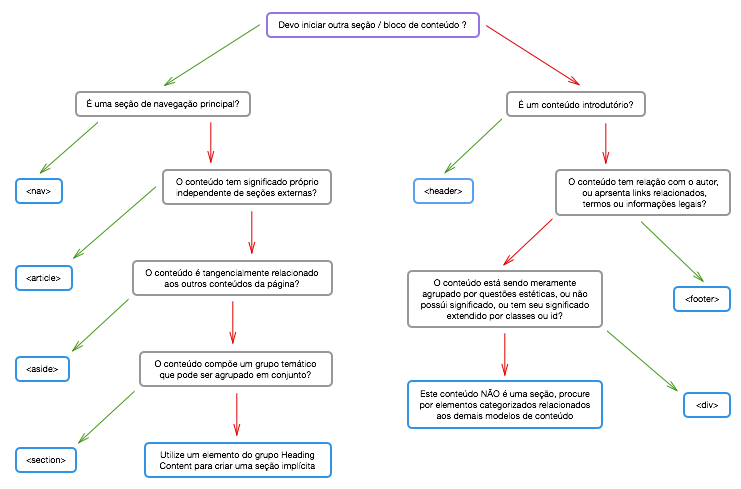 Devo iniciar outra seção / bloco de conteúdo ?
É uma seção de navegação principal?
É um conteúdo introdutório?
<nav>
O conteúdo tem significado próprio
independente de seções externas?
<header>
O conteúdo tem relação com o autor,
ou aprsenta links relacionados,
termos ou informações legais?
<article>
O conteúdo é tangencialmente relacionado
aos outros conteúdos da página?
O conteúdo está sendo meramente
agrupado por questões estéticas, ou não
possúi significado, ou tem seu significado
extendido por classes ou id?
<footer>
<aside>
O conteúdo compõe um grupo temático
que pode ser agrupado em conjunto?
Este conteúdo NÃO é uma seção, procure
por elementos categorizados relacionados
aos demais modelos de conteúdo
<div>
<section>
Utilize um elemento do grupo Heading
Content para criar uma seção implícita